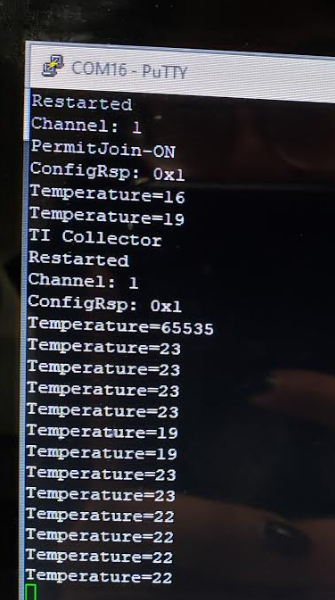 COM16 - PuTTY
Restarted
Channel: 1
PermitJoin-ON
ConfigRsp: 0x1
Temperature=16
Temperature=19
TI Collector
Restarted
Channel: 1
ConfigRsp: 0x1
Temperature=65535
Temperature=23
Temperature=23
Temperature=23
Temperature=23
Temperature=19
Temperature=19
Temperature=23
Temperature=23
Temperature=22
Temperature=22
Temperature=22
Temperature=22